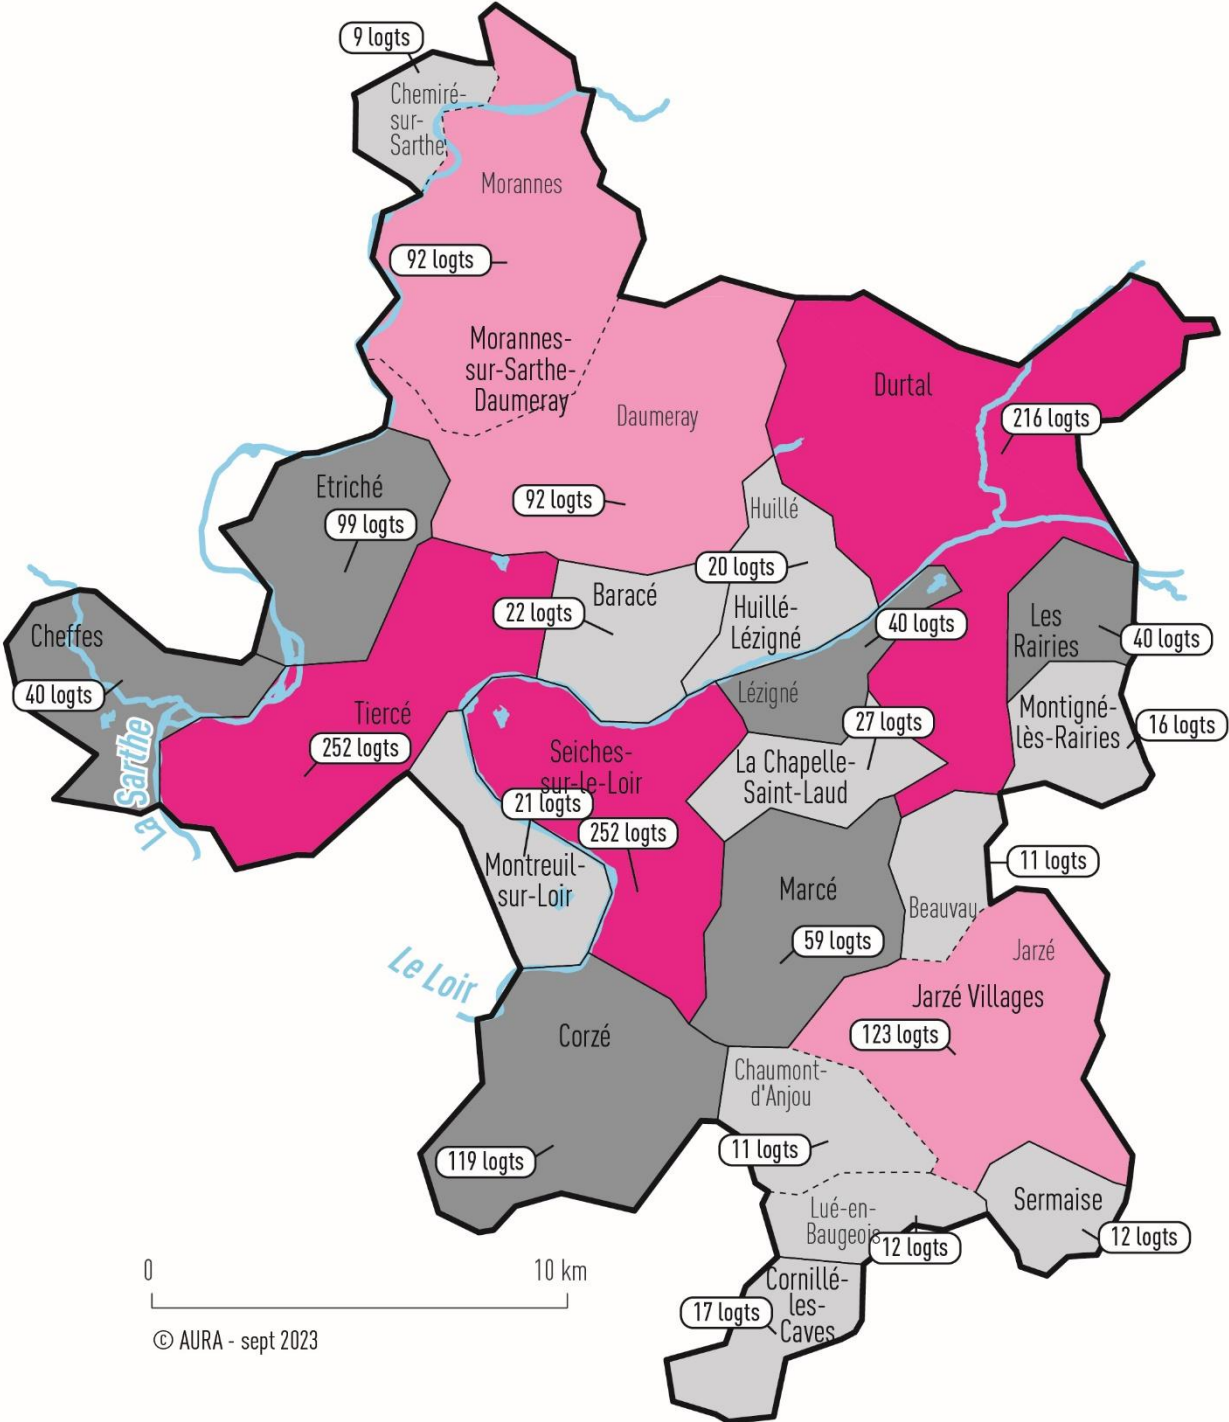 9 logts
Chemiré-
sur-
Sarthe
Morannes
92 logts
Morannes-
sur-Sarthe-
Daumeray
Daumeray
92 logts
Durtal
216 logts
Etriché
99 logts
Huillé
20 logts
Huillé-
Lézigné
Baracé
22 logts
40 logts
Lézigné
Les
Rairies
40 logts
Montigné-
lès-Rairies
16 logts
Cheffes
40 logts
La Sarthe
Tiercé
252 logts
Seiches-
sur-le-Loir
252 logts
21 logts
Montreuil-
sur-Loir
27 logts
La Chapelle-
Saint-Laud
Marcé
59 logts
11 logts
Beauvau
Jarzé
Jarzé Villages
123 logts
Le Loir
Corzé
119 logts
Chaumont-
d'Anjou
11 logts
Lué-en-
Baugeois
12 logts
Sermaise
12 logts
Cornillé-
les-
Caves
17 logts
0
10 km
© AURA - sept 2023